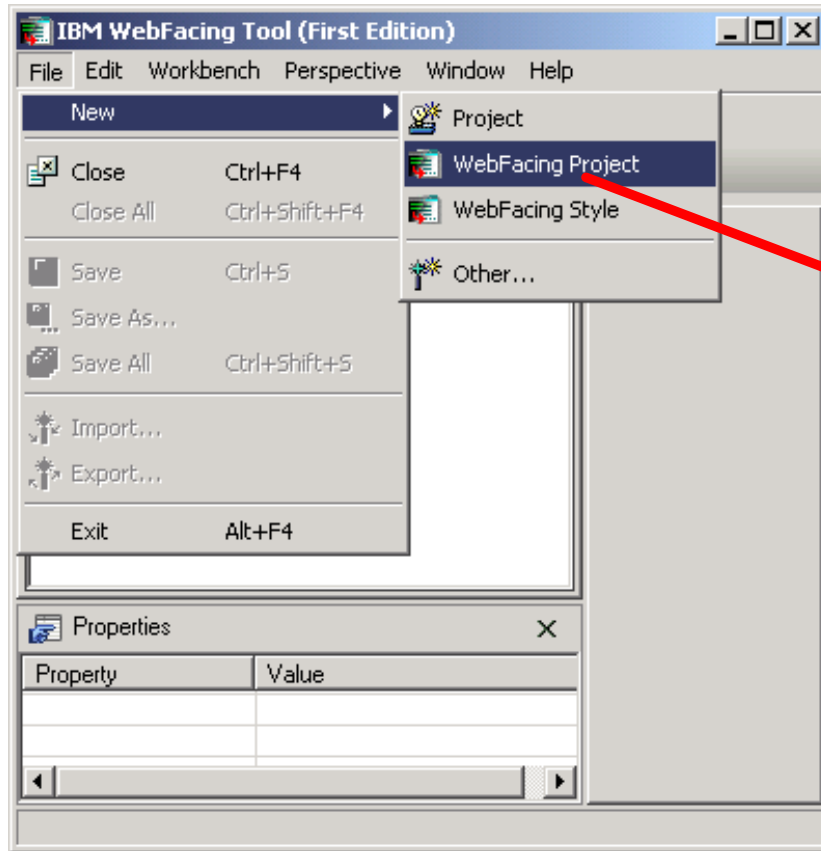 IBM WebFacing Tool (First Edition)
File Edit Workbench Perspective Window Help
New
Project
WebFacing Project
WebFacing Style
Other...
Close Ctrl+F4
Close All Ctrl+Shift+F4
Save Ctrl+S
Save As...
Save All Ctrl+Shift+S
Import...
Export...
Exit Alt+F4
Properties
Property Value